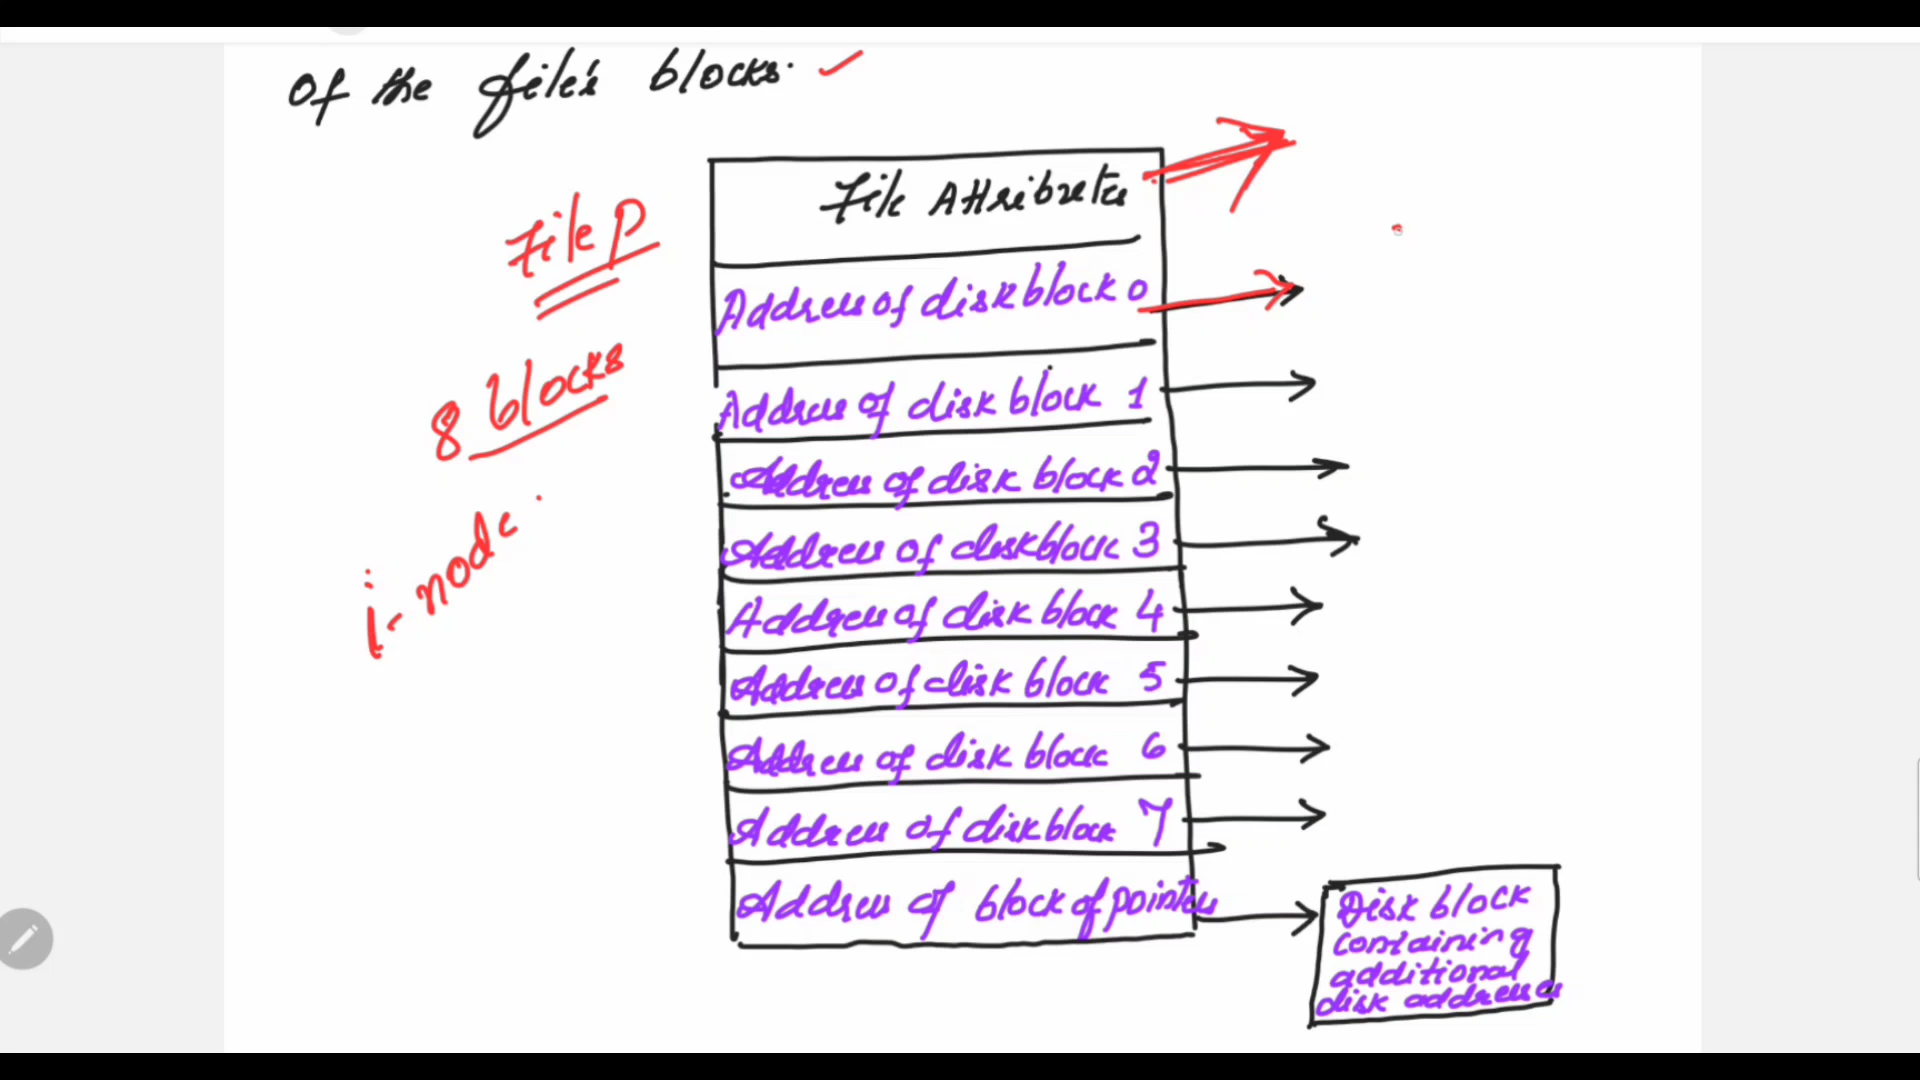 of the file's blocks.
File Attributes
File P
Address of disk block 0
8 blocks
Address of disk block 1
Address of disk block 2
i-node
Address of disk block 3
Address of disk block 4
Address of disk block 5
Address of disk block 6
Address of disk block 7
Address of block of pointers
Disk block
containing
additional
disk addresses